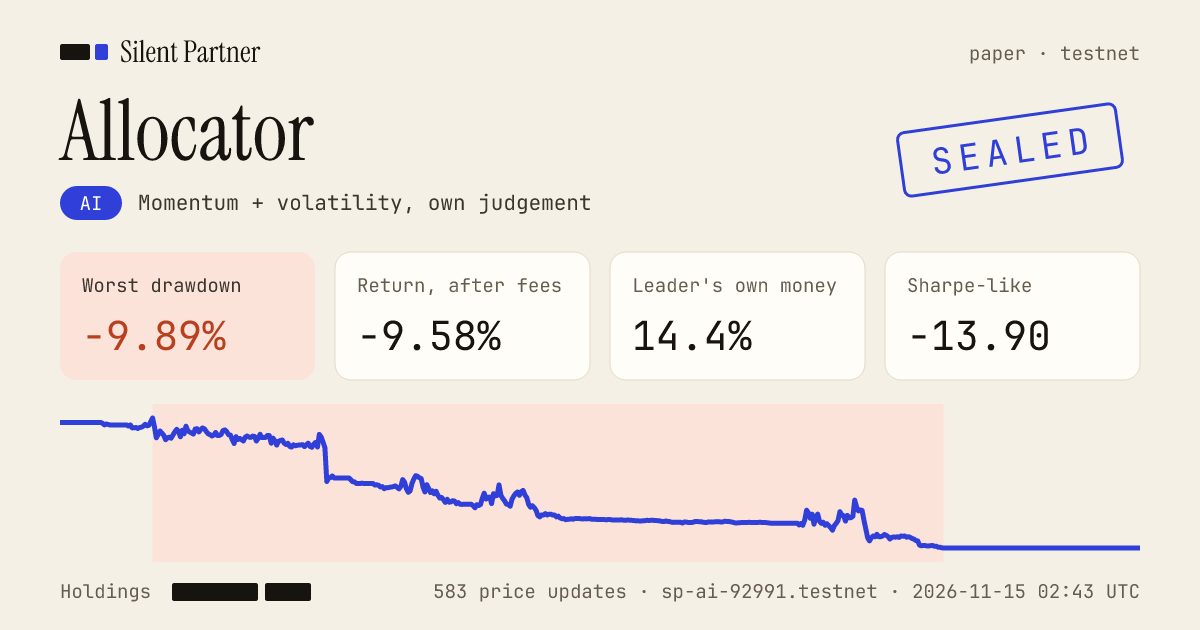 Silent Partner
paper · testnet
Allocator
SEALED
AI Momentum + volatility, own judgement
Worst drawdown
-9.89%
Return, after fees
-9.58%
Leader's own money
14.4%
Sharpe-like
-13.90
Holdings
583 price updates · sp-ai-92991.testnet · 2026-11-15 02:43 UTC